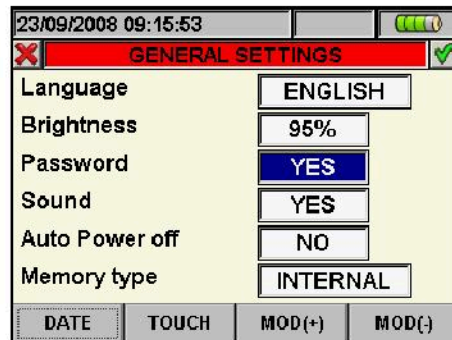 23/09/2008 09:15:53
GENERAL SETTINGS
Language ENGLISH
Brightness 95%
Password YES
Sound YES
Auto Power off NO
Memory type INTERNAL
DATE TOUCH MOD(+) MOD(-)